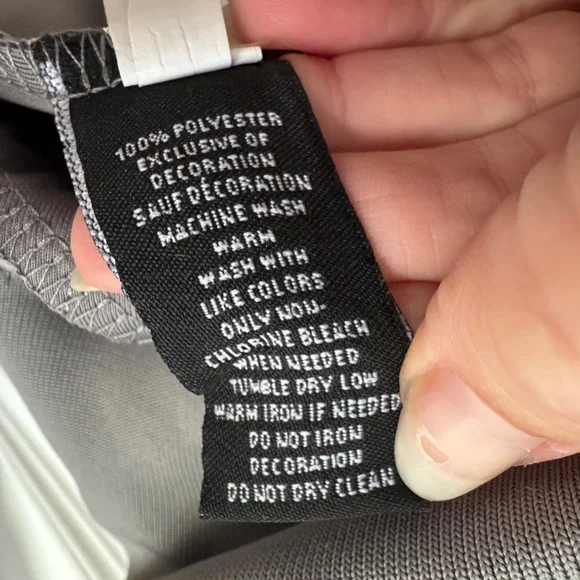 100% POLYESTER
EXCLUSIVE OF
DECORATION
SAUF DÉCORATION
MACHINE WASH
WARM
WASH WITH
LIKE COLORS
ONLY NON-
CHLORINE BLEACH
WHEN NEEDED
TUMBLE DRY LOW
WARM IRON IF NEEDED
DO NOT IRON
DECORATION
DO NOT DRY CLEAN